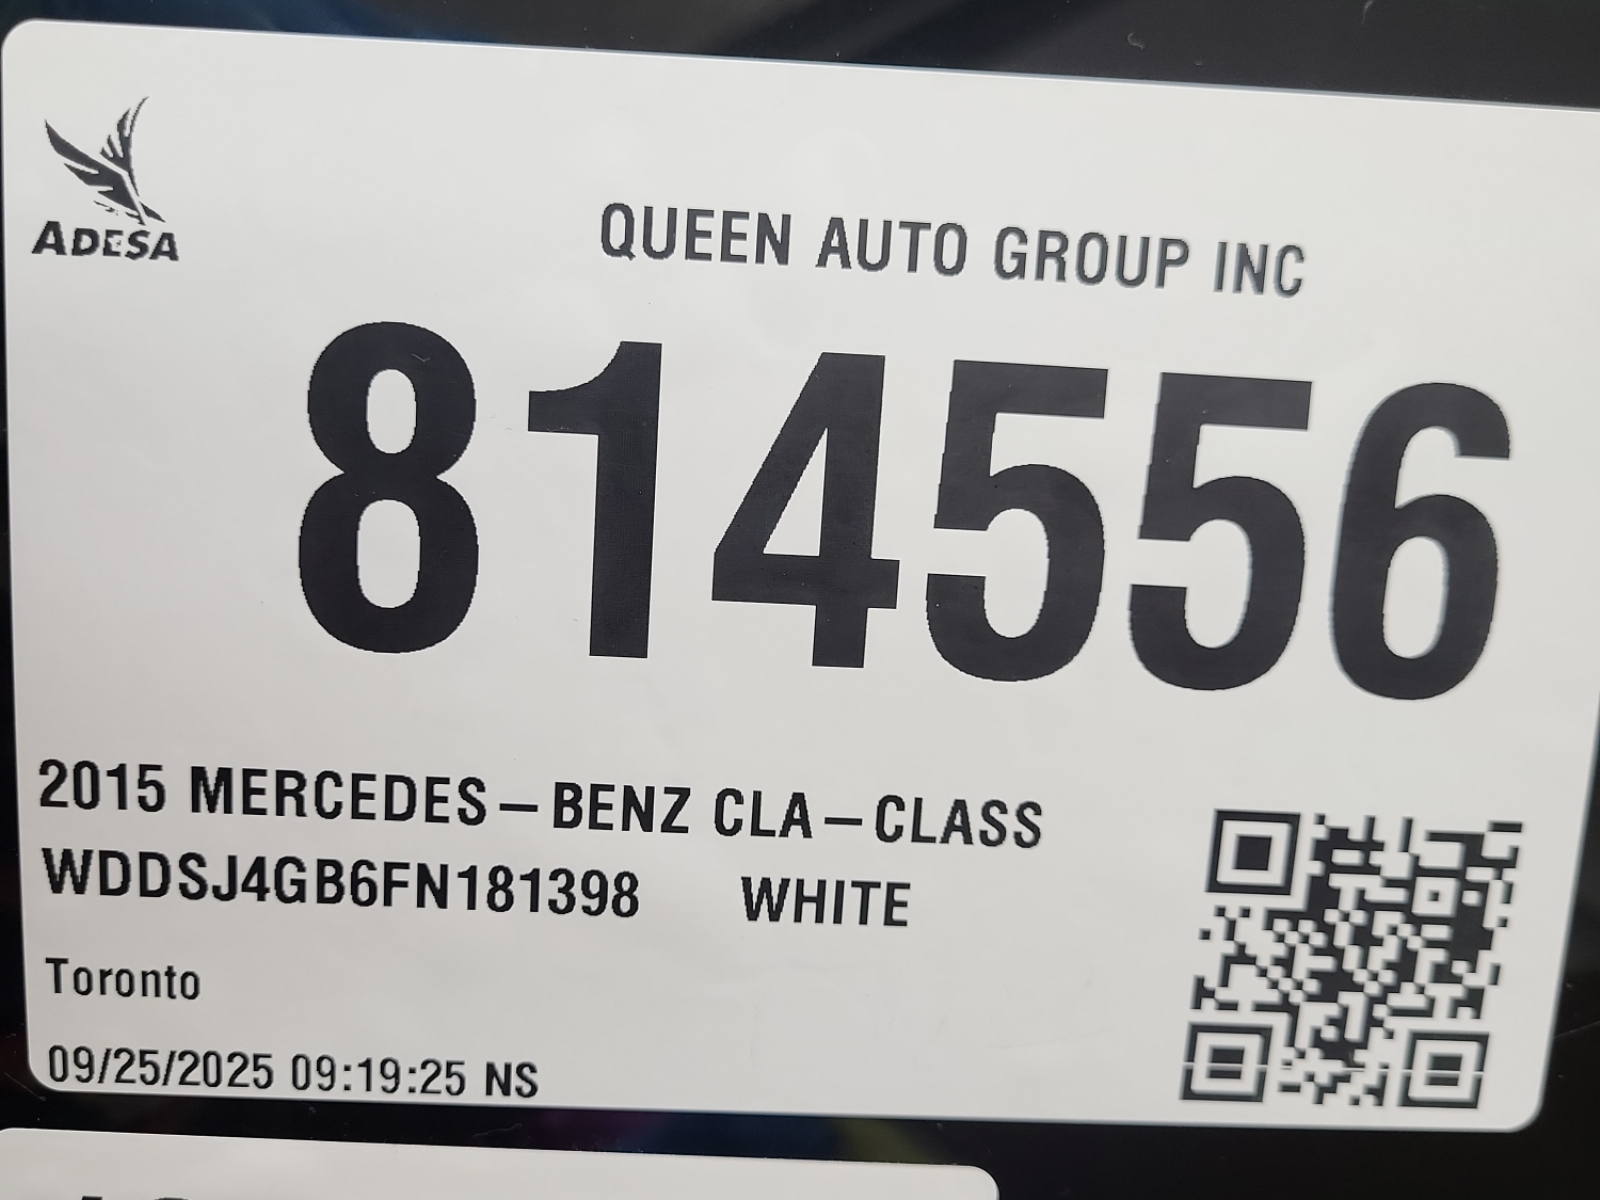 ADESA
QUEEN AUTO GROUP INC
814556
2015 MERCEDES-BENZ CLA-CLASS
WDDSJ4GB6FN181398 WHITE
Toronto
09/25/2025 09:19:25 NS